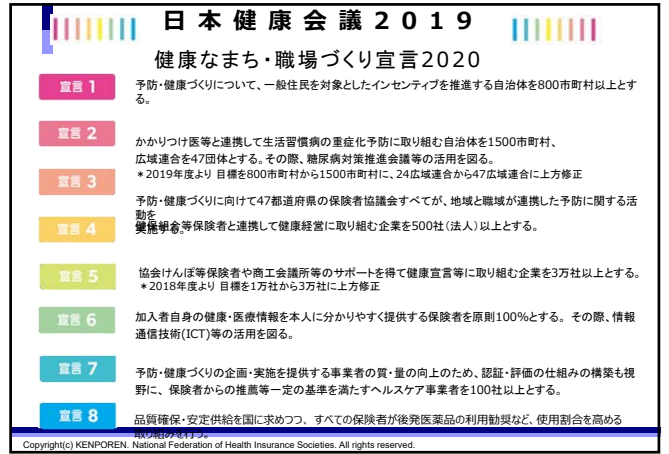 日本健康会議2019
健康なまち・職場づくり宣言2020
宣言 1
予防・健康づくりについて、一般住民を対象としたインセンティブを推進する自治体を800市町村以上とす
る。
宣言 2
かかりつけ医等と連携して生活習慣病の重症化予防に取り組む自治体を1500市町村、
広域連合を47団体とする。その際、糖尿病対策推進会議等の活用を図る。
＊2019年度より 目標を800市町村から1500市町村に、24広域連合から47広域連合に上方修正
宣言 3
予防・健康づくりに向けて47都道府県の保険者協議会すべてが、地域と職域が連携した予防に関する活
動を
実施する。
宣言 4
健保組合等保険者と連携して健康経営に取り組む企業を500社（法人）以上とする。
宣言 5
協会けんぽ等保険者や商工会議所等のサポートを得て健康宣言等に取り組む企業を3万社以上とする。
＊2018年度より 目標を1万社から3万社に上方修正
宣言 6
加入者自身の健康・医療情報を本人に分かりやすく提供する保険者を原則100%とする。その際、情報
通信技術(ICT)等の活用を図る。
宣言 7
予防・健康づくりの企画・実施を提供する事業者の質・量の向上のため、認証・評価の仕組みの構築も視
野に、保険者からの推薦等一定の基準を満たすヘルスケア事業者を100社以上とする。
宣言 8
品質確保・安定供給を国に求めつつ、すべての保険者が後発医薬品の利用勧奨など、使用割合を高める
取り組みを行う。
Copyright(c) KENPOREN. National Federation of Health Insurance Societies. All rights reserved.